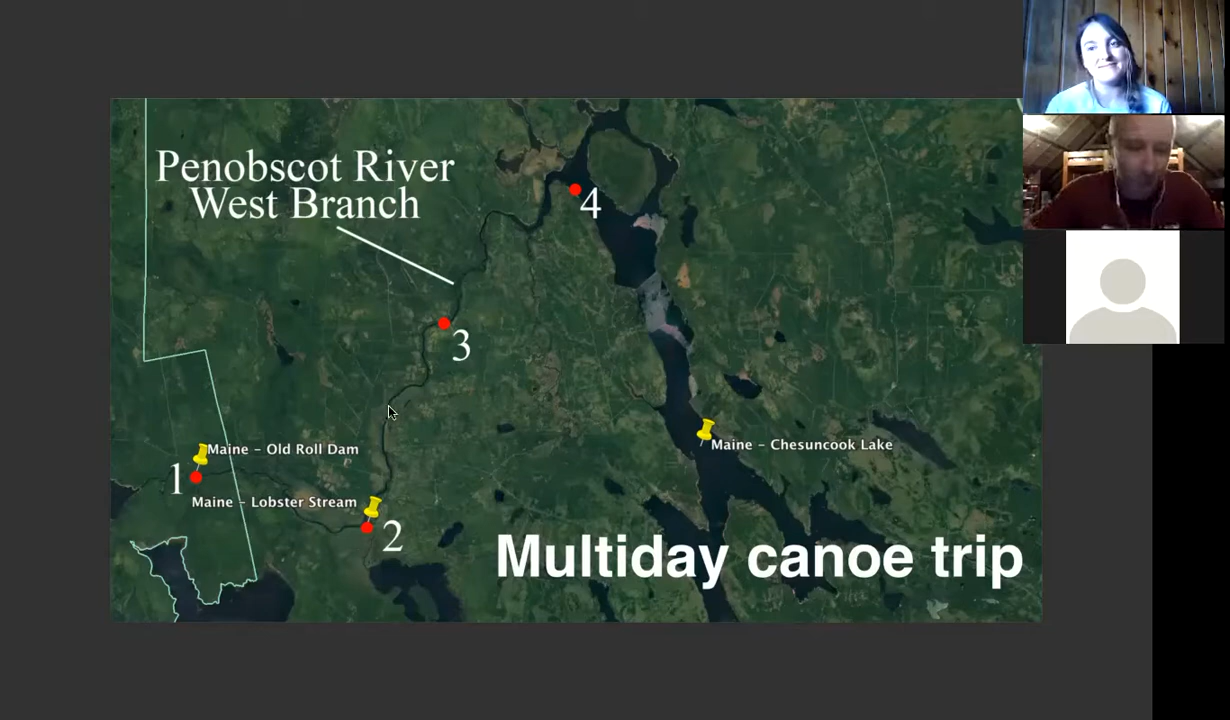 Penobscot River
West Branch
4
3
Maine - Old Roll Dam
1
Maine - Lobster Stream
2
Maine - Chesuncook Lake
Multiday canoe trip